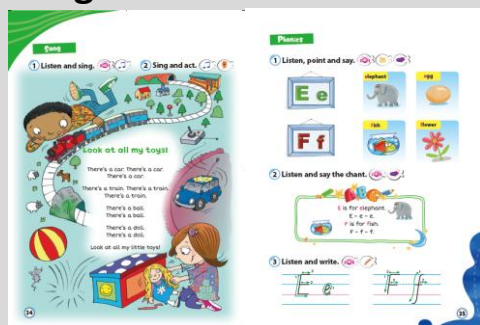 Song
1 Listen and sing.
2 Sing and act.
Look at all my toys!
There's a car. There's a car.
There's a car.
There's a train. There's a train.
There's a train.
There's a ball.
There's a ball.
There's a doll.
There's a doll.
Look at all my little toys!
34
Phonics
1 Listen, point and say.
E e
elephant
egg
F f
fish
flower
2 Listen and say the chant.
E is for elephant.
E – e – e.
F is for fish.
F – f – f.
3 Listen and write.
E e
F f
35